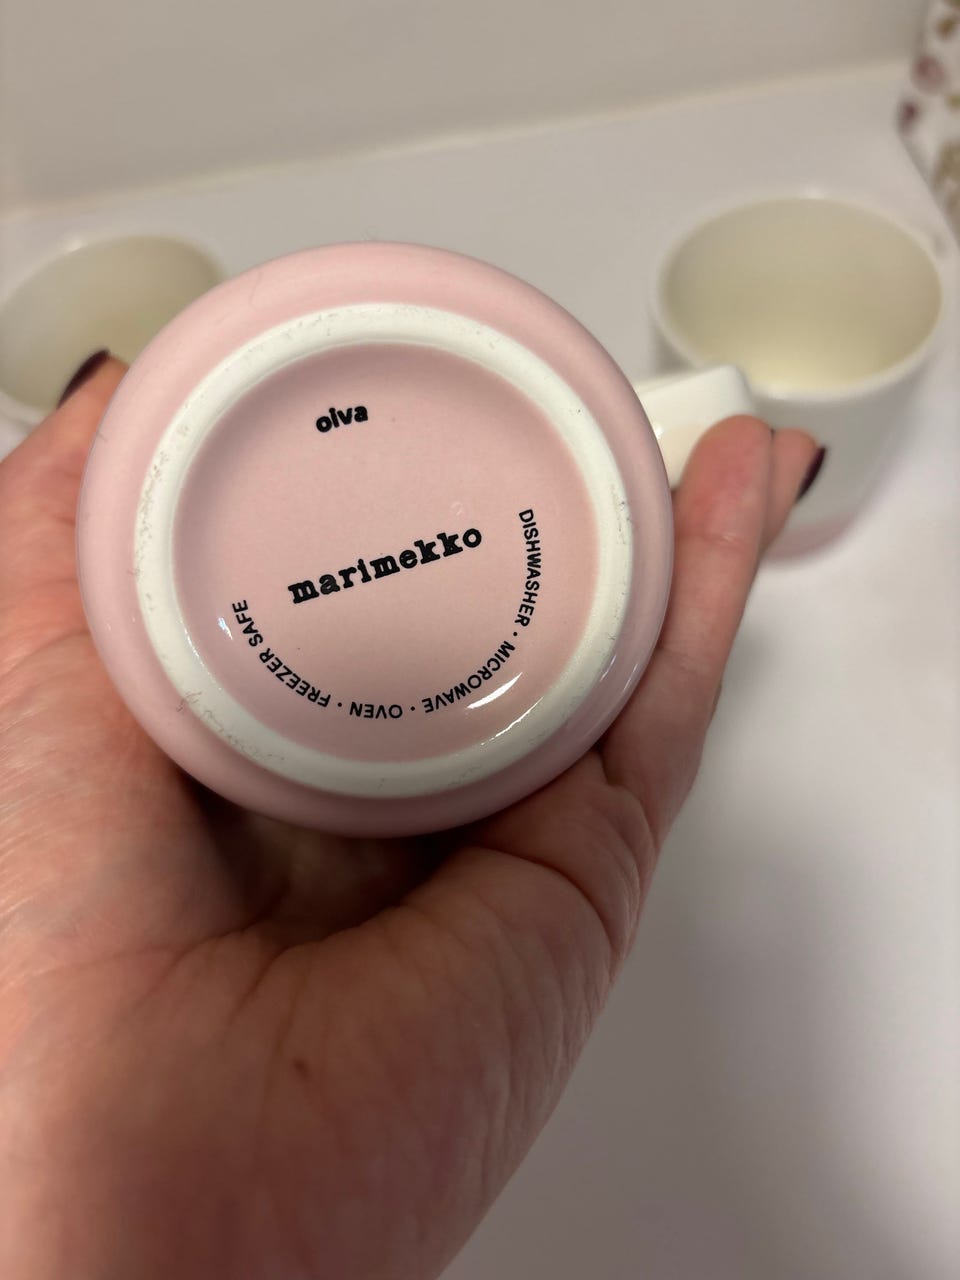 oiva
marimekko
DISHWASHER • MICROWAVE • OVEN • FREEZER SAFE